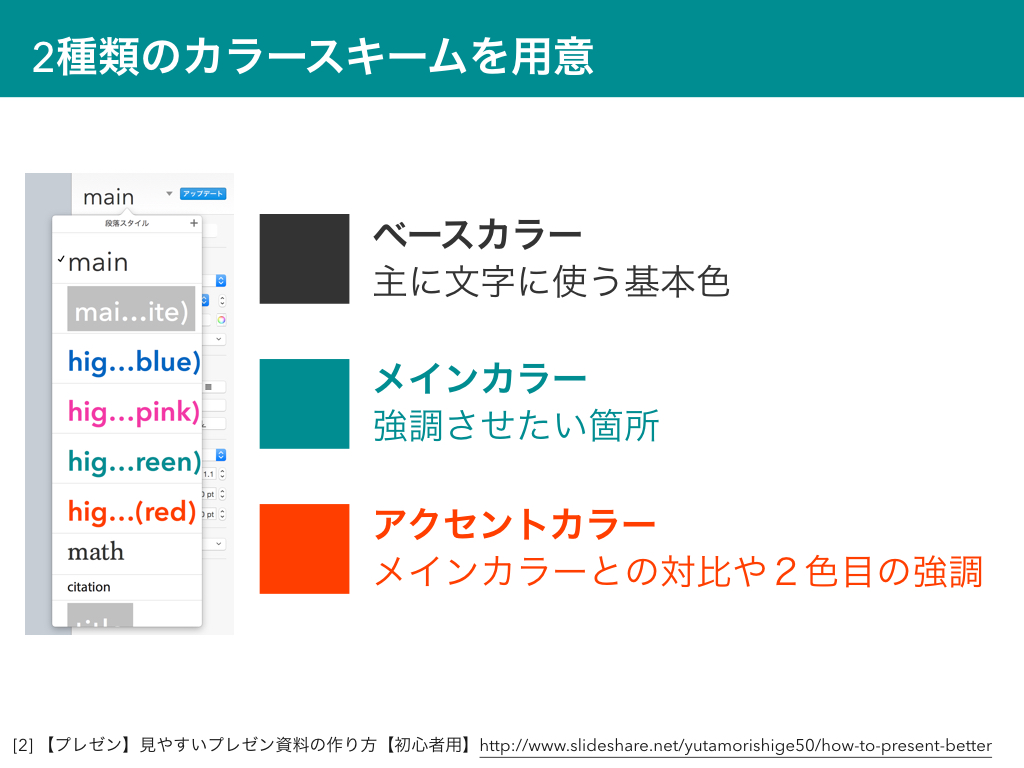 2種類のカラースキームを用意
main
アップデート
段落スタイル
+
main
mai...ite)
hig...blue)
hig...pink)
hig...reen)
hig...(red)
math
citation
1.1
0 pt
0 pt
ベースカラー
主に文字に使う基本色
メインカラー
強調させたい箇所
アクセントカラー
メインカラーとの対比や２色目の強調
[2] 【プレゼン】見やすいプレゼン資料の作り方【初心者用】http://www.slideshare.net/yutamorishige50/how-to-present-better